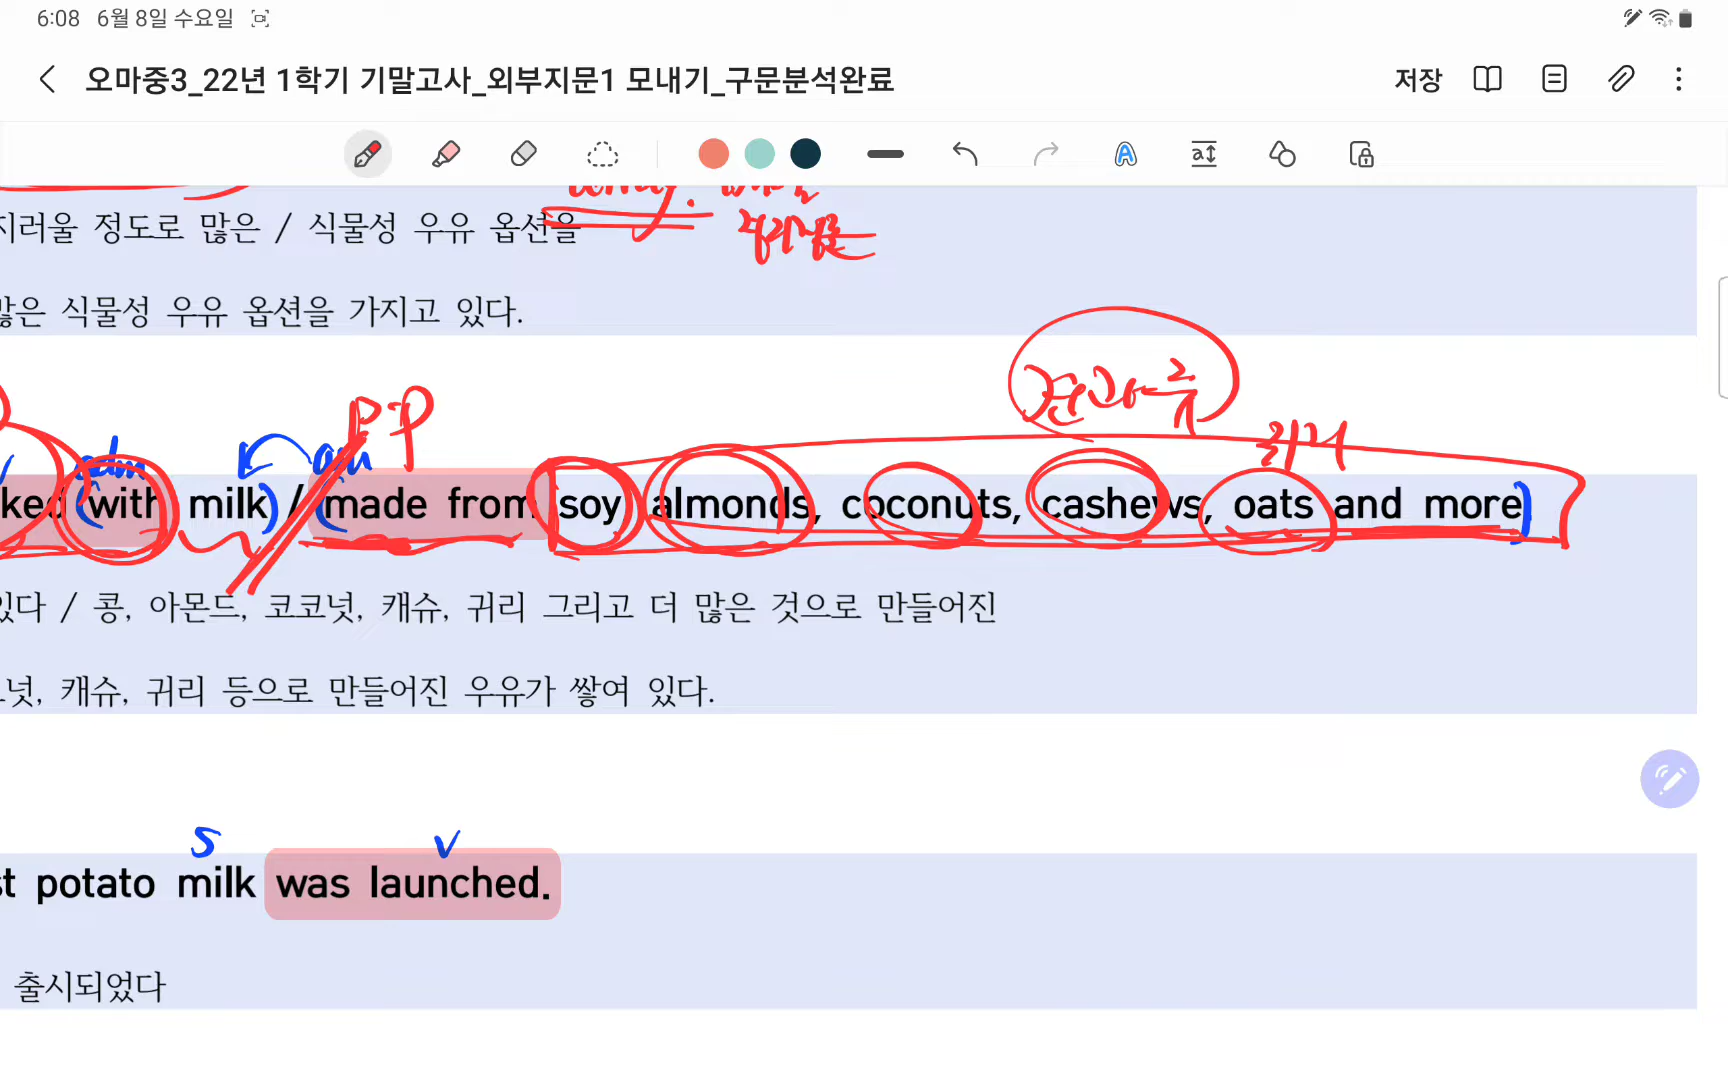 6:08 6월 8일 수요일
오마중3_22년 1학기 기말고사_외부지문1 모내기_구문분석완료
저장
A
a
지러울 정도로 많은 / 식물성 우유 옵션을
많은 식물성 우유 옵션을 가지고 있다.
견과류
PP
귀리
adm
ked (with milk) / (made from soy, almonds, coconuts, cashews, oats and more)
있다 / 콩, 아몬드, 코코넛, 캐슈, 귀리 그리고 더 많은 것으로 만들어진
넛, 캐슈, 귀리 등으로 만들어진 우유가 쌓여 있다.
S V
st potato milk was launched.
출시되었다